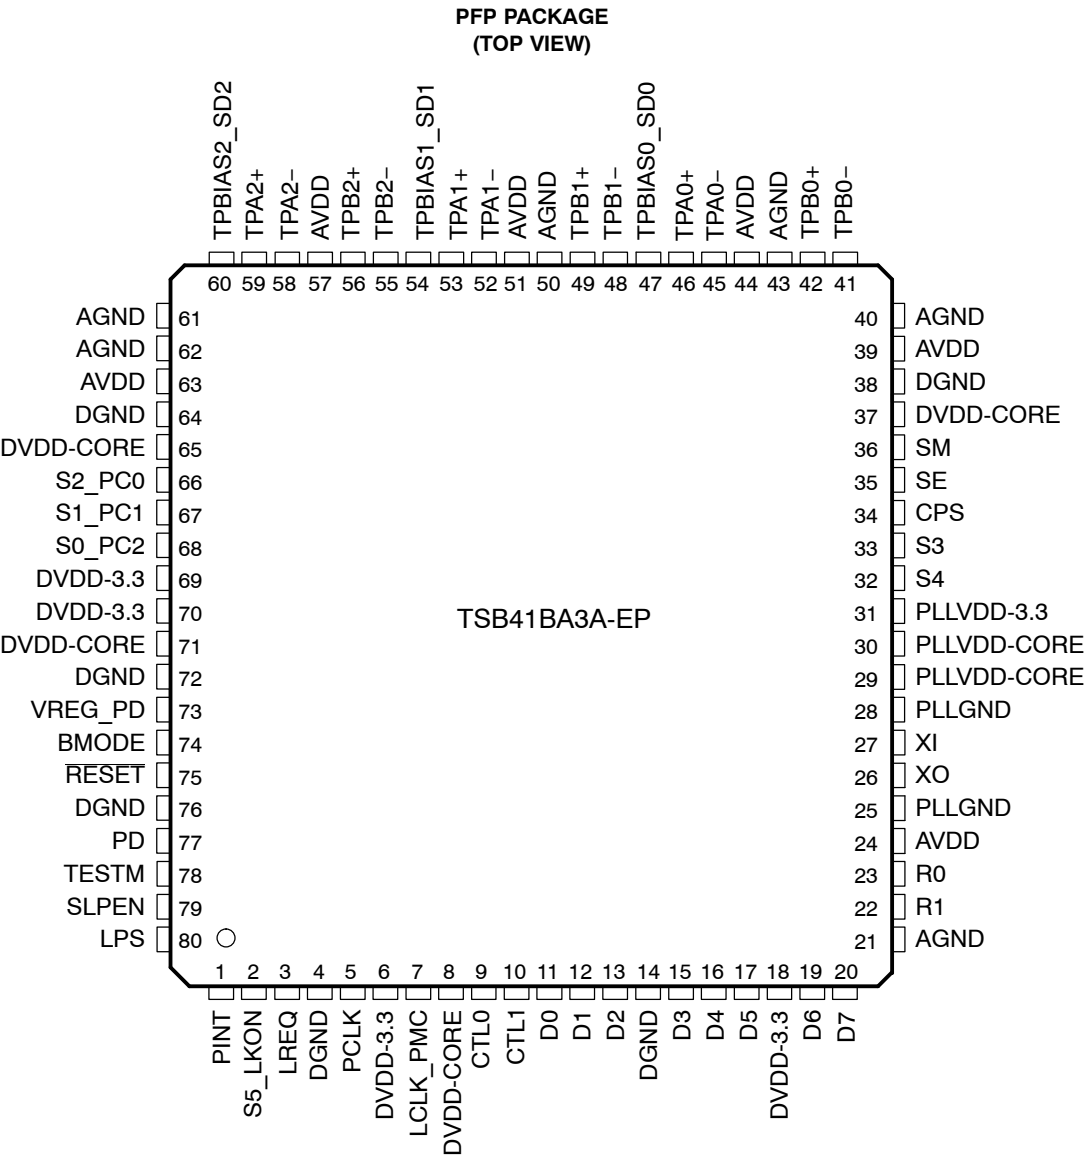 PFP PACKAGE
(TOP VIEW)
TPBIAS2_SD2
TPA2+
TPA2−
AVDD
TPB2+
TPB2−
TPBIAS1_SD1
TPA1+
TPA1−
AVDD
AGND
TPB1+
TPB1−
TPBIAS0_SD0
TPA0+
TPA0−
AVDD
AGND
TPB0+
TPB0−
60 59 58 57 56 55 54 53 52 51 50 49 48 47 46 45 44 43 42 41
AGND 61
AGND 62
AVDD 63
DGND 64
DVDD-CORE 65
S2_PC0 66
S1_PC1 67
S0_PC2 68
DVDD-3.3 69
DVDD-3.3 70
DVDD-CORE 71
DGND 72
VREG_PD 73
BMODE 74
RESET 75
DGND 76
PD 77
TESTM 78
SLPEN 79
LPS 80
TSB41BA3A-EP
40 AGND
39 AVDD
38 DGND
37 DVDD-CORE
36 SM
35 SE
34 CPS
33 S3
32 S4
31 PLLVDD-3.3
30 PLLVDD-CORE
29 PLLVDD-CORE
28 PLLGND
27 XI
26 XO
25 PLLGND
24 AVDD
23 R0
22 R1
21 AGND
1 2 3 4 5 6 7 8 9 10 11 12 13 14 15 16 17 18 19 20
PINT
S5_LKON
LREQ
DGND
PCLK
DVDD-3.3
LCLK_PMC
DVDD-CORE
CTL0
CTL1
D0
D1
D2
DGND
D3
D4
D5
DVDD-3.3
D6
D7